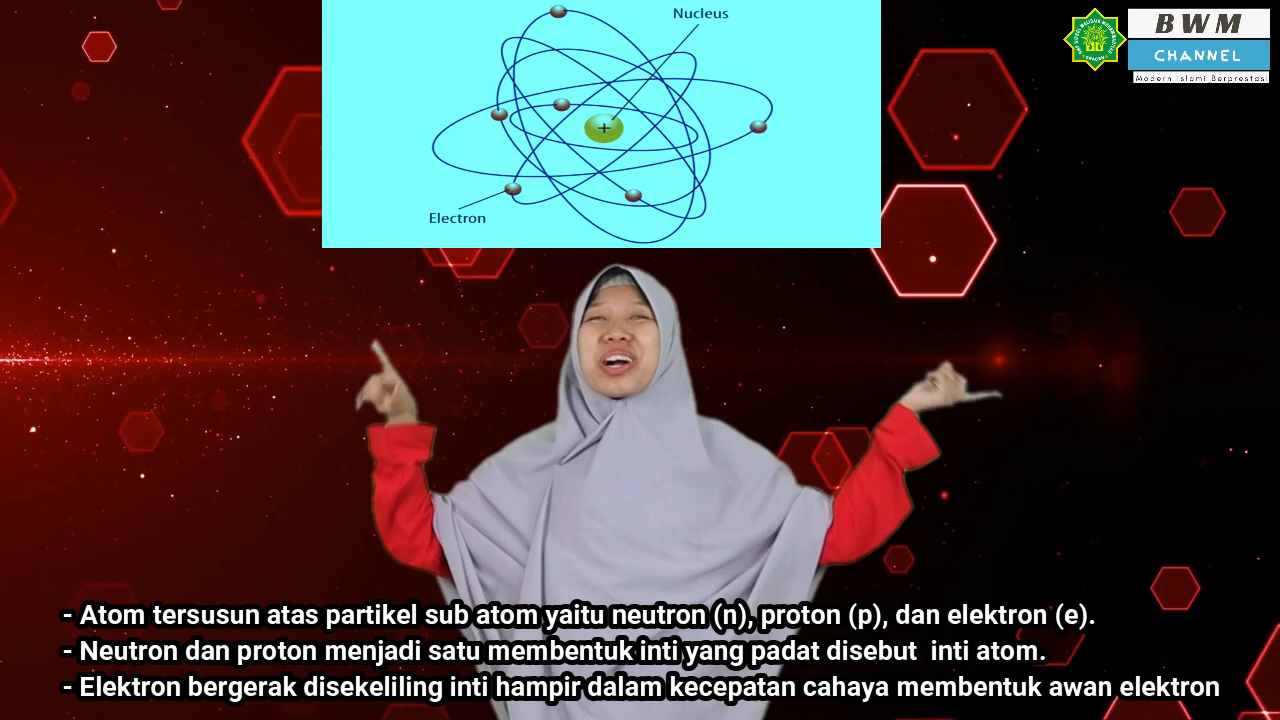 Nucleus
Electron
BWM
CHANNEL
Modern Islami Berprestasi
- Atom tersusun atas partikel sub atom yaitu neutron (n), proton (p), dan elektron (e).
- Neutron dan proton menjadi satu membentuk inti yang padat disebut  inti atom.
- Elektron bergerak disekeliling inti hampir dalam kecepatan cahaya membentuk awan elektron